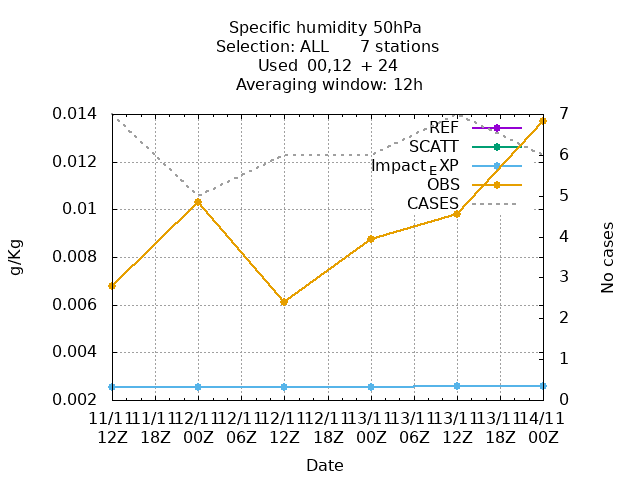 Specific humidity 50hPa
Selection: ALL 7 stations
Used 00,12 + 24
Averaging window: 12h
0.014
0.012
0.01
0.008
0.006
0.004
0.002
g/Kg
7
6
5
4
3
2
1
0
No cases
REF
SCATT
Impact_EXP
OBS
CASES
11/11 11/11 12/11 12/11 12/11 12/11 13/11 13/11 13/11 13/11 14/11
12Z 18Z 00Z 06Z 12Z 18Z 00Z 06Z 12Z 18Z 00Z
Date